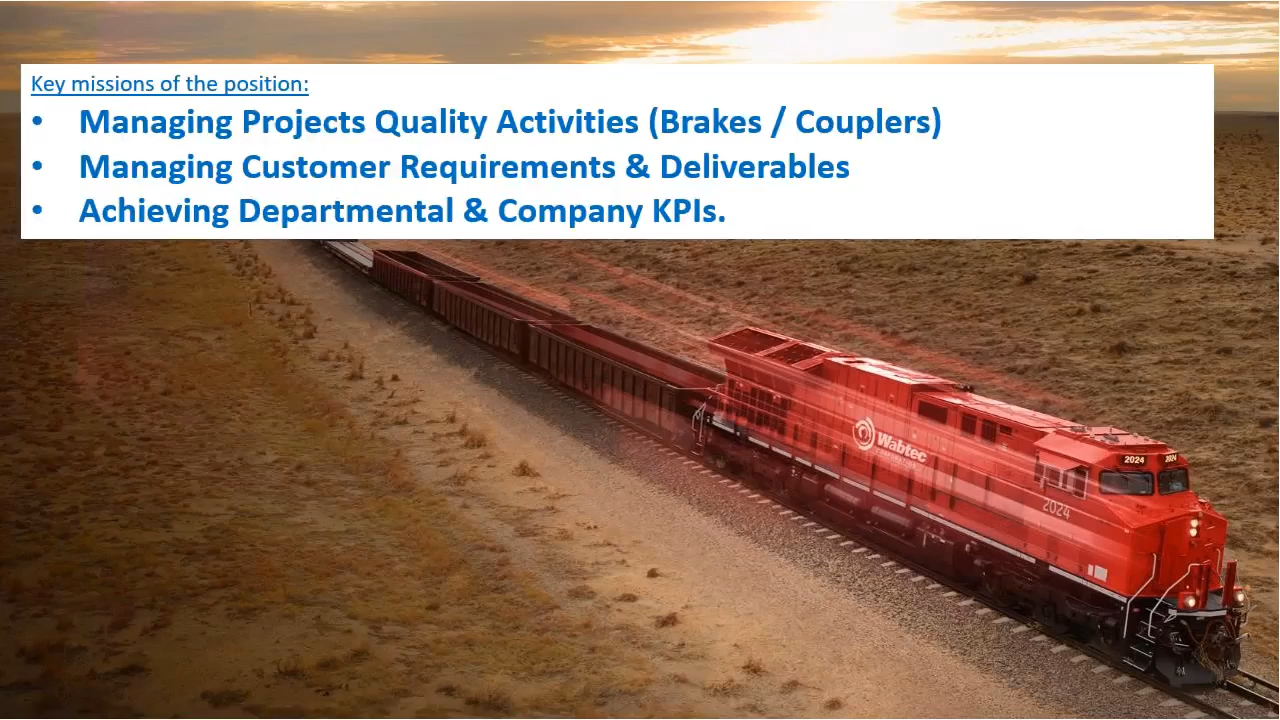 Key missions of the position:
• Managing Projects Quality Activities (Brakes / Couplers)
• Managing Customer Requirements & Deliverables
• Achieving Departmental & Company KPIs.
Wabtec
CORPORATION
2024
2024
2024